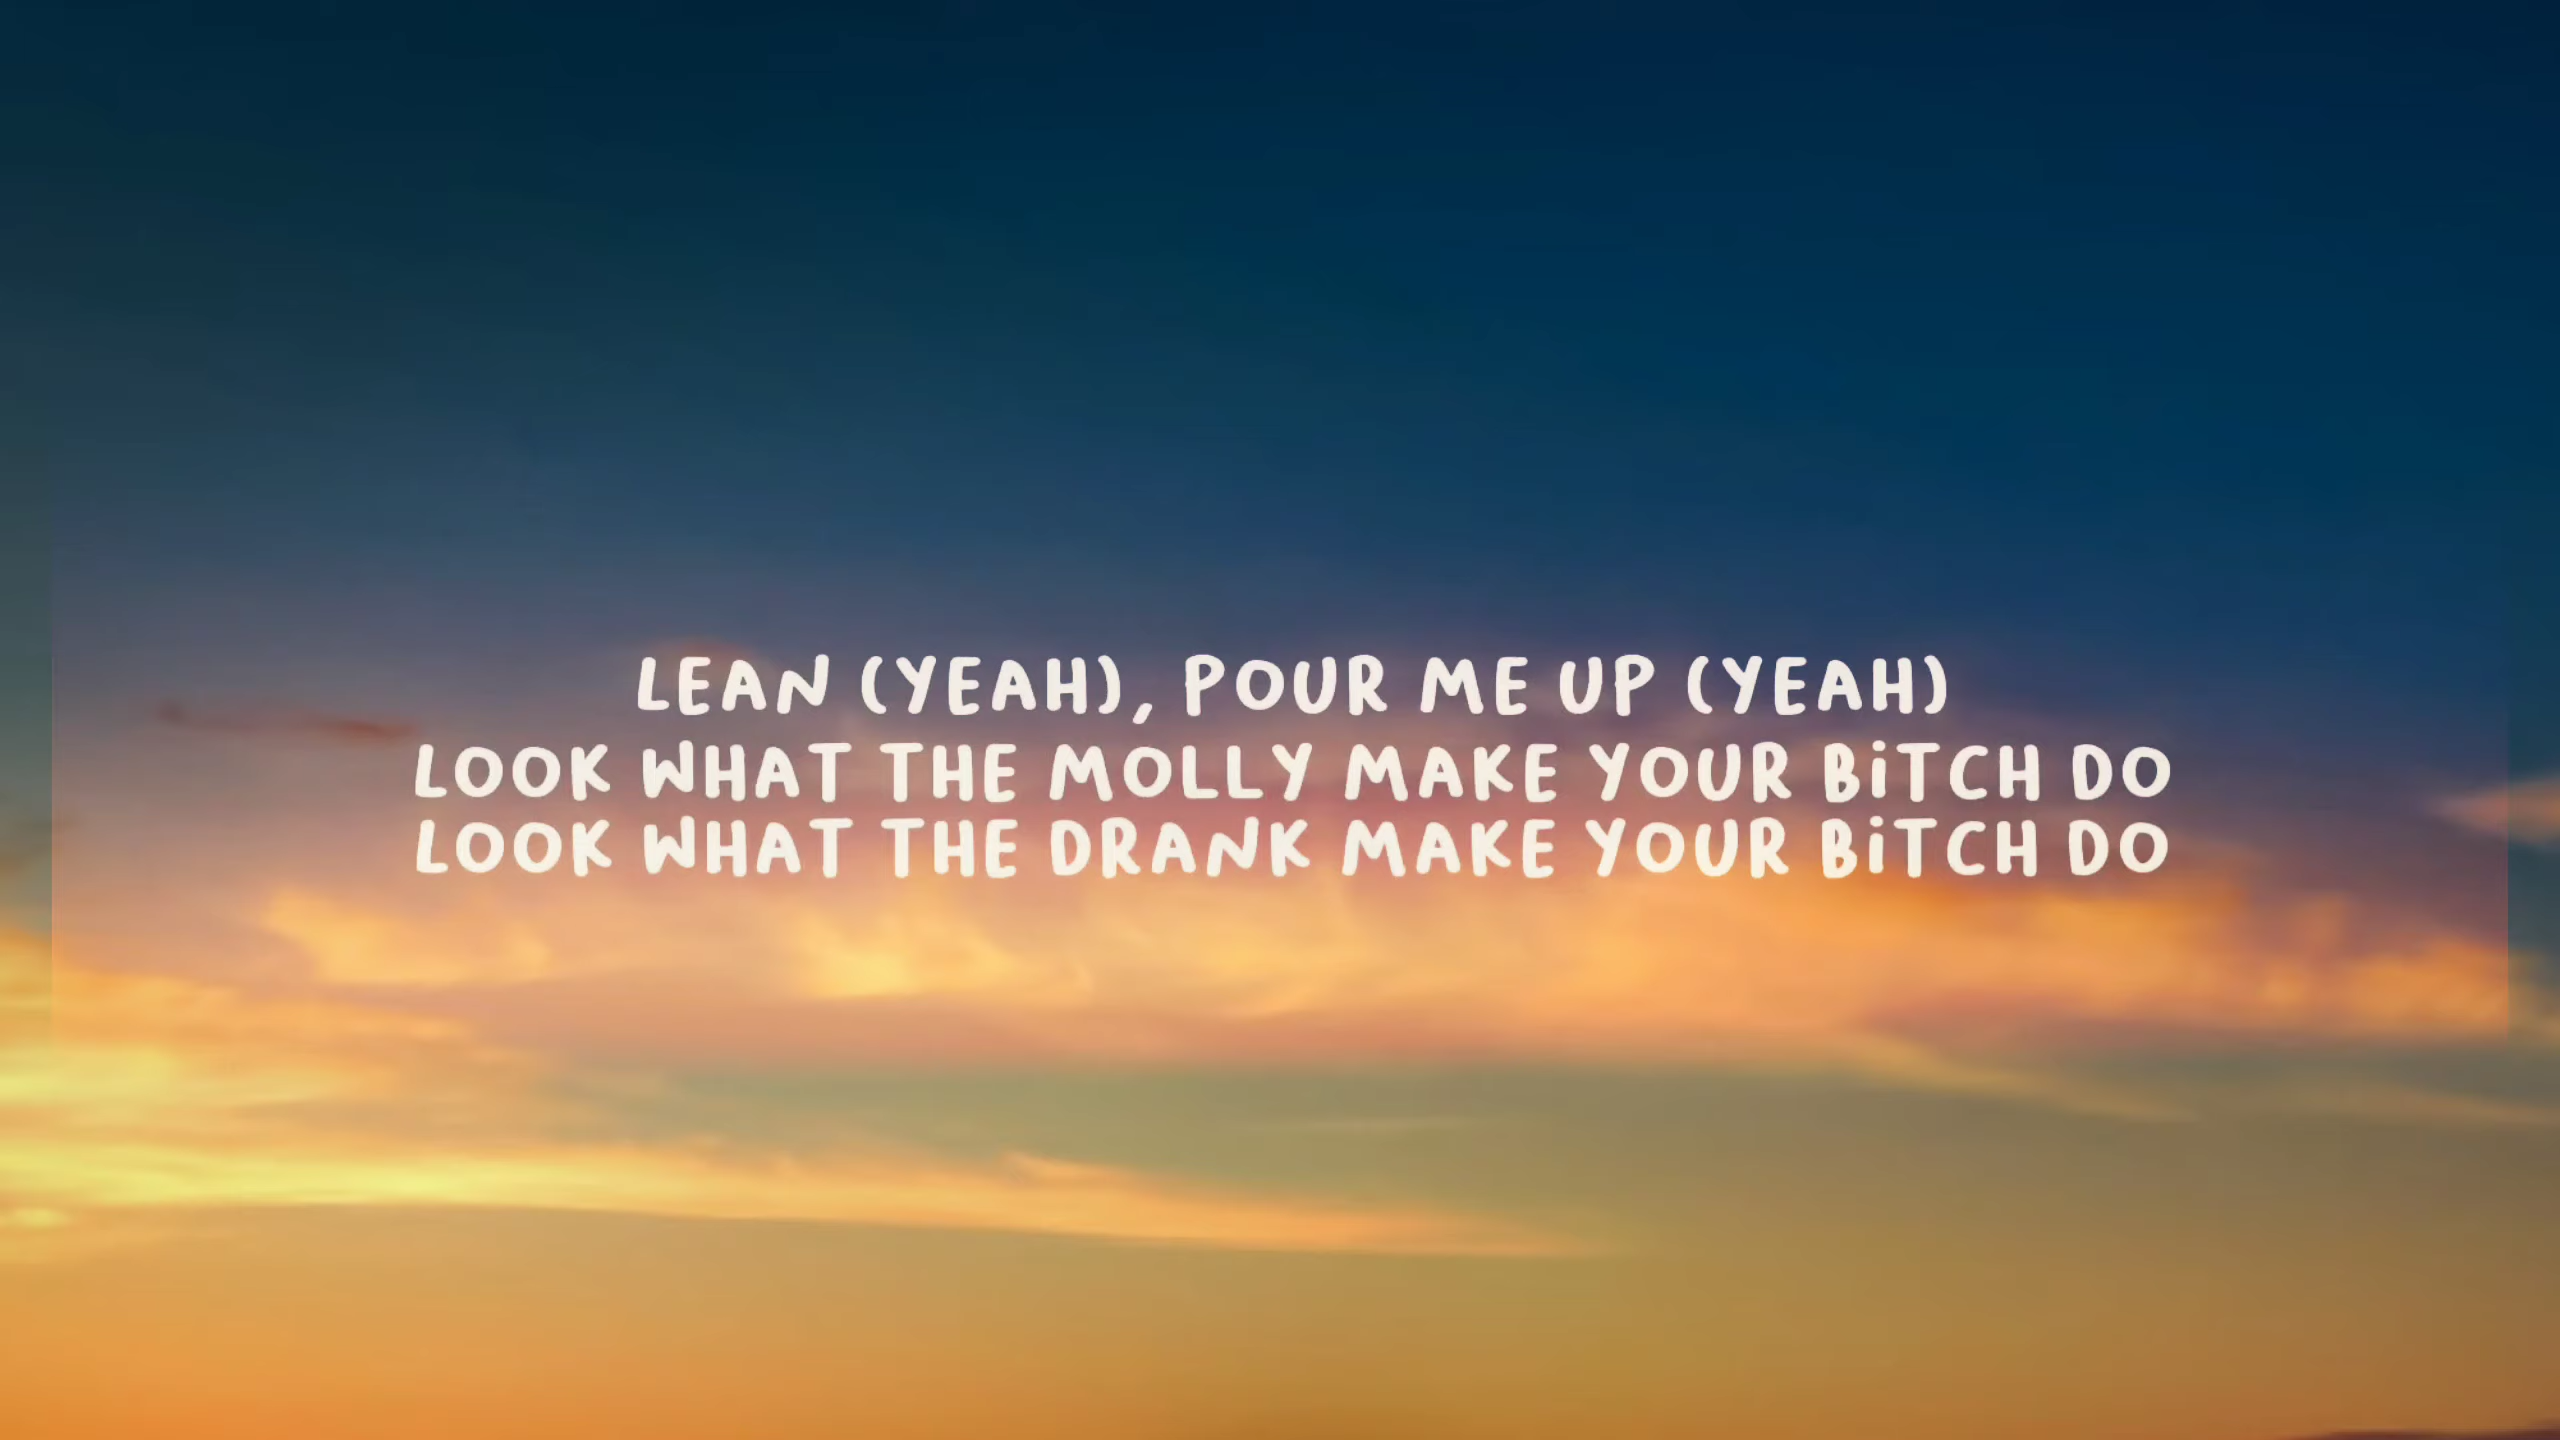 LEAN (YEAH), POUR ME UP (YEAH)
LOOK WHAT THE MOLLY MAKE YOUR BiTCH DO
LOOK WHAT THE DRANK MAKE YOUR BiTCH DO